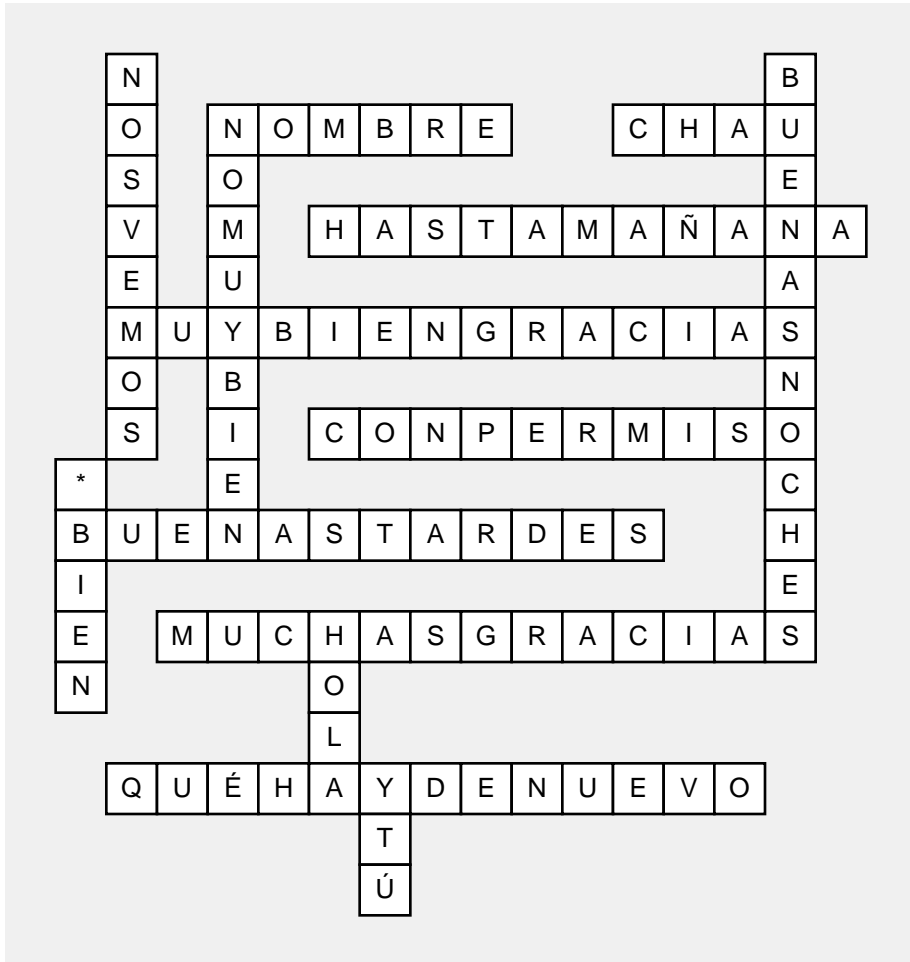 NOSVEMOS
BUENASNOCHES
NOMBRE
NOMUYBIEN
CHAU
HASTAMAÑANA
MUYBIENGRACIAS
CONPERMISO
*BIEN
BUENASTARDES
MUCHASGRACIAS
HOLA
QUÉHAYDENUEVO
YTÚ